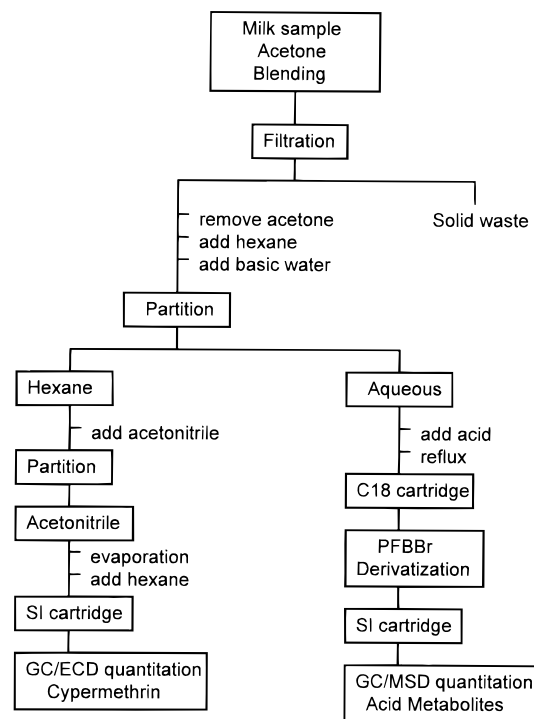 Milk sample
Acetone
Blending
Filtration
remove acetone
add hexane
add basic water
Solid waste
Partition
Hexane
add acetonitrile
Partition
Acetonitrile
evaporation
add hexane
SI cartridge
GC/ECD quantitation
Cypermethrin
Aqueous
add acid
reflux
C18 cartridge
PFBBr
Derivatization
SI cartridge
GC/MSD quantitation
Acid Metabolites